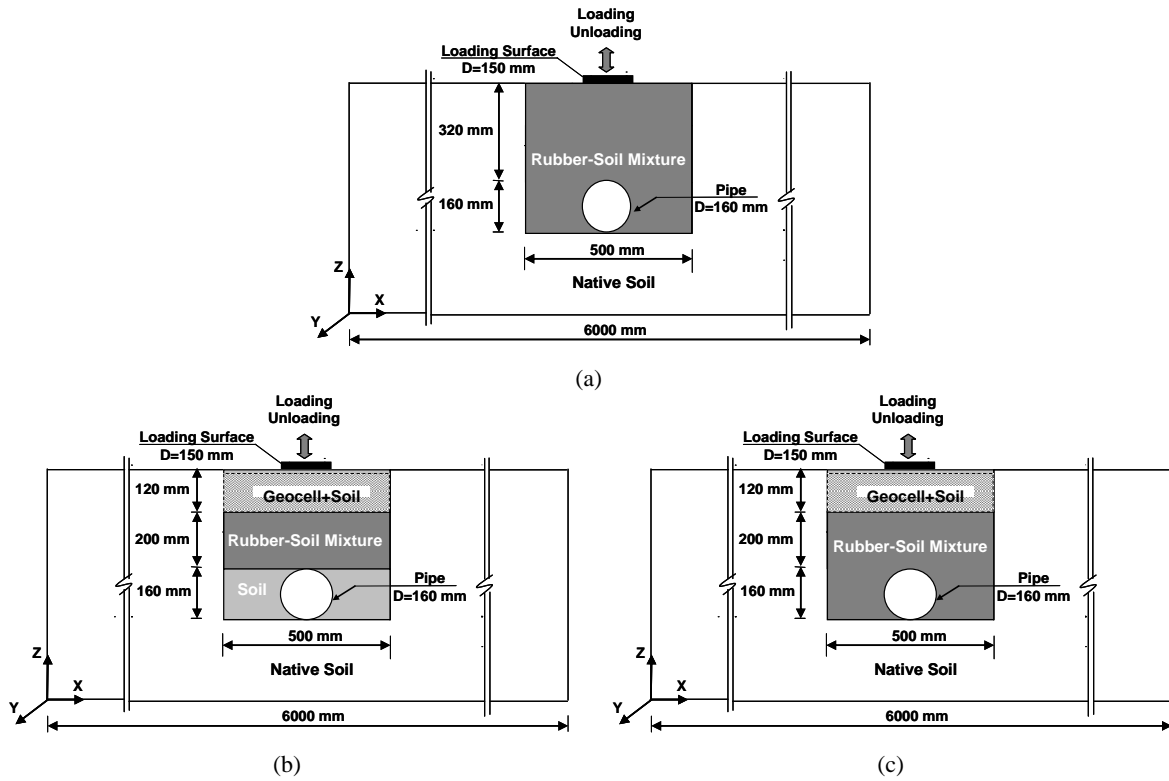 Loading
Unloading
Loading Surface
D=150 mm
320 mm
Rubber-Soil Mixture
Pipe
D=160 mm
160 mm
500 mm
Native Soil
Z
X
Y
6000 mm
(a)
Loading
Unloading
Loading Surface
D=150 mm
120 mm
Geocell+Soil
200 mm
Rubber-Soil Mixture
160 mm
Soil
Pipe
D=160 mm
500 mm
Native Soil
Z
X
Y
6000 mm
(b)
Loading
Unloading
Loading Surface
D=150 mm
120 mm
Geocell+Soil
200 mm
Rubber-Soil Mixture
160 mm
Pipe
D=160 mm
500 mm
Native Soil
Z
X
Y
6000 mm
(c)